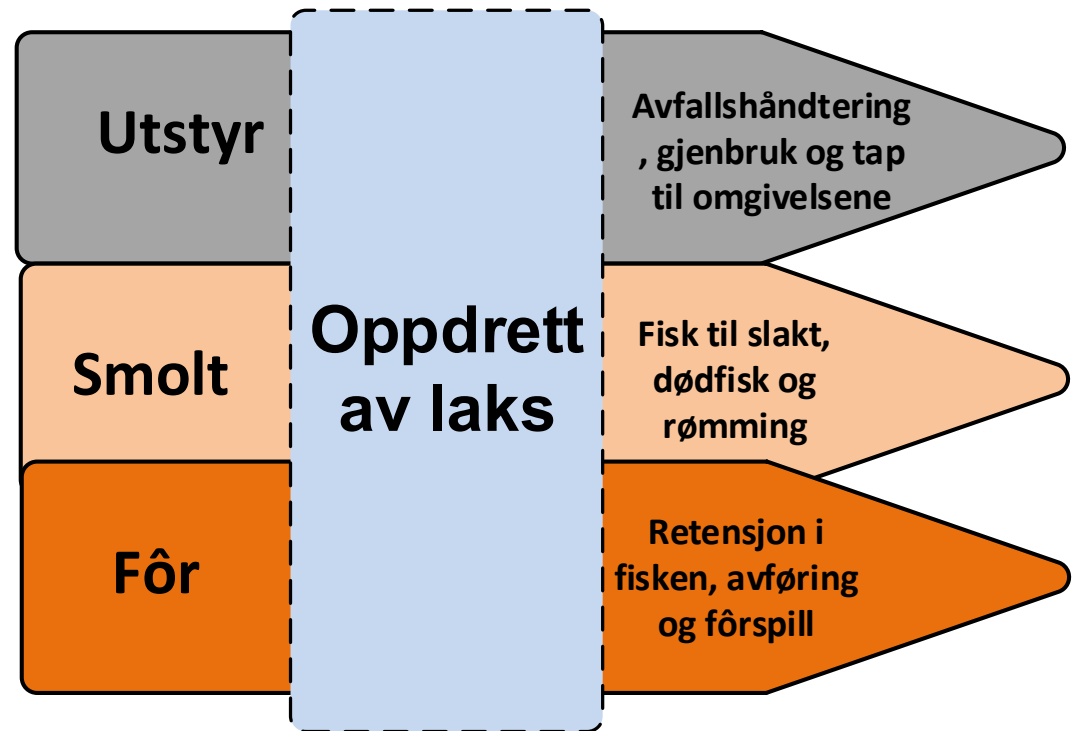 Utstyr
Avfallshåndtering
, gjenbruk og tap
til omgivelsene
Oppdrett
av laks
Smolt
Fisk til slakt,
dødfisk og
rømming
Fôr
Retensjon i
fisken, avføring
og fôrspill